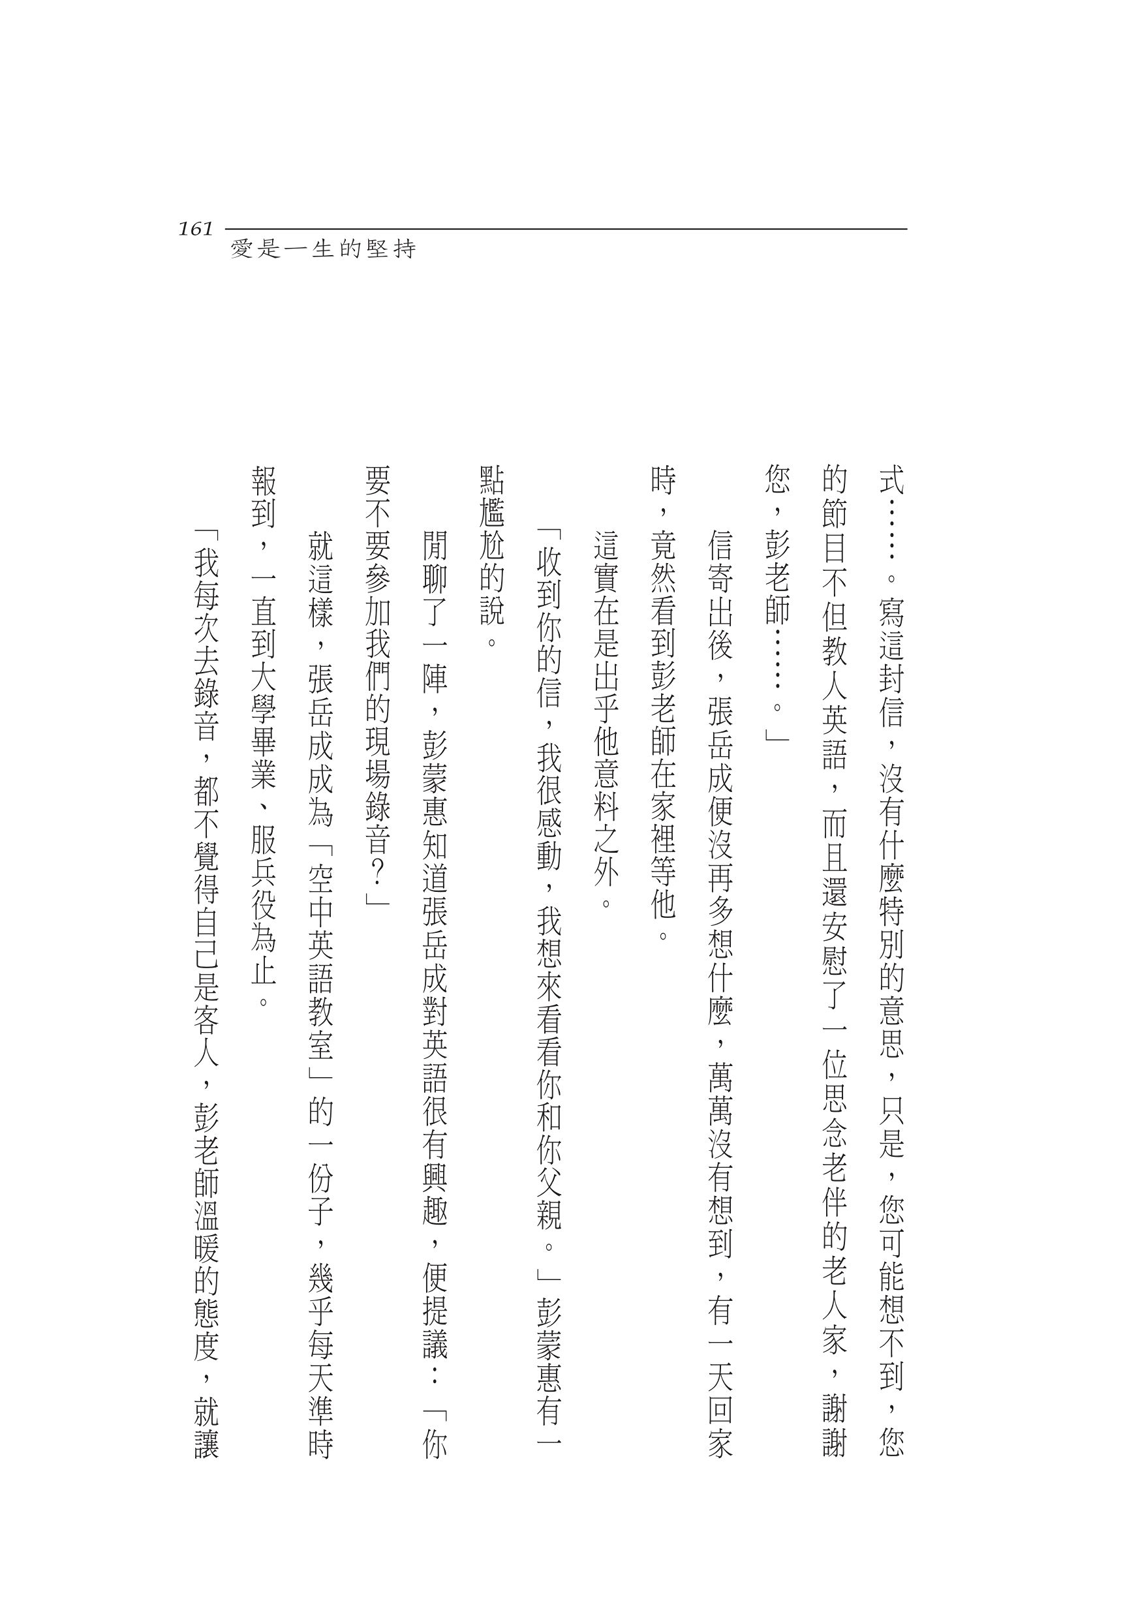 161
愛是一生的堅持
式……。寫這封信，沒有什麼特別的意思，只是，您可能想不到，您
的節目不但教人英語，而且還安慰了一位思念老伴的老人家，謝謝
您，彭老師……。」
信寄出後，張岳成便沒再多想什麼，萬萬沒有想到，有一天回家
時，竟然看到彭老師在家裡等他。
這實在是出乎他意料之外。
「收到你的信，我很感動，我想來看看你和你父親。」彭蒙惠有一
點尷尬的說。
閒聊了一陣，彭蒙惠知道張岳成對英語很有興趣，便提議：「你
要不要參加我們的現場錄音？」
就這樣，張岳成成為「空中英語教室」的一份子，幾乎每天準時
報到，一直到大學畢業、服兵役為止。
「我每次去錄音，都不覺得自己是客人，彭老師溫暖的態度，就讓